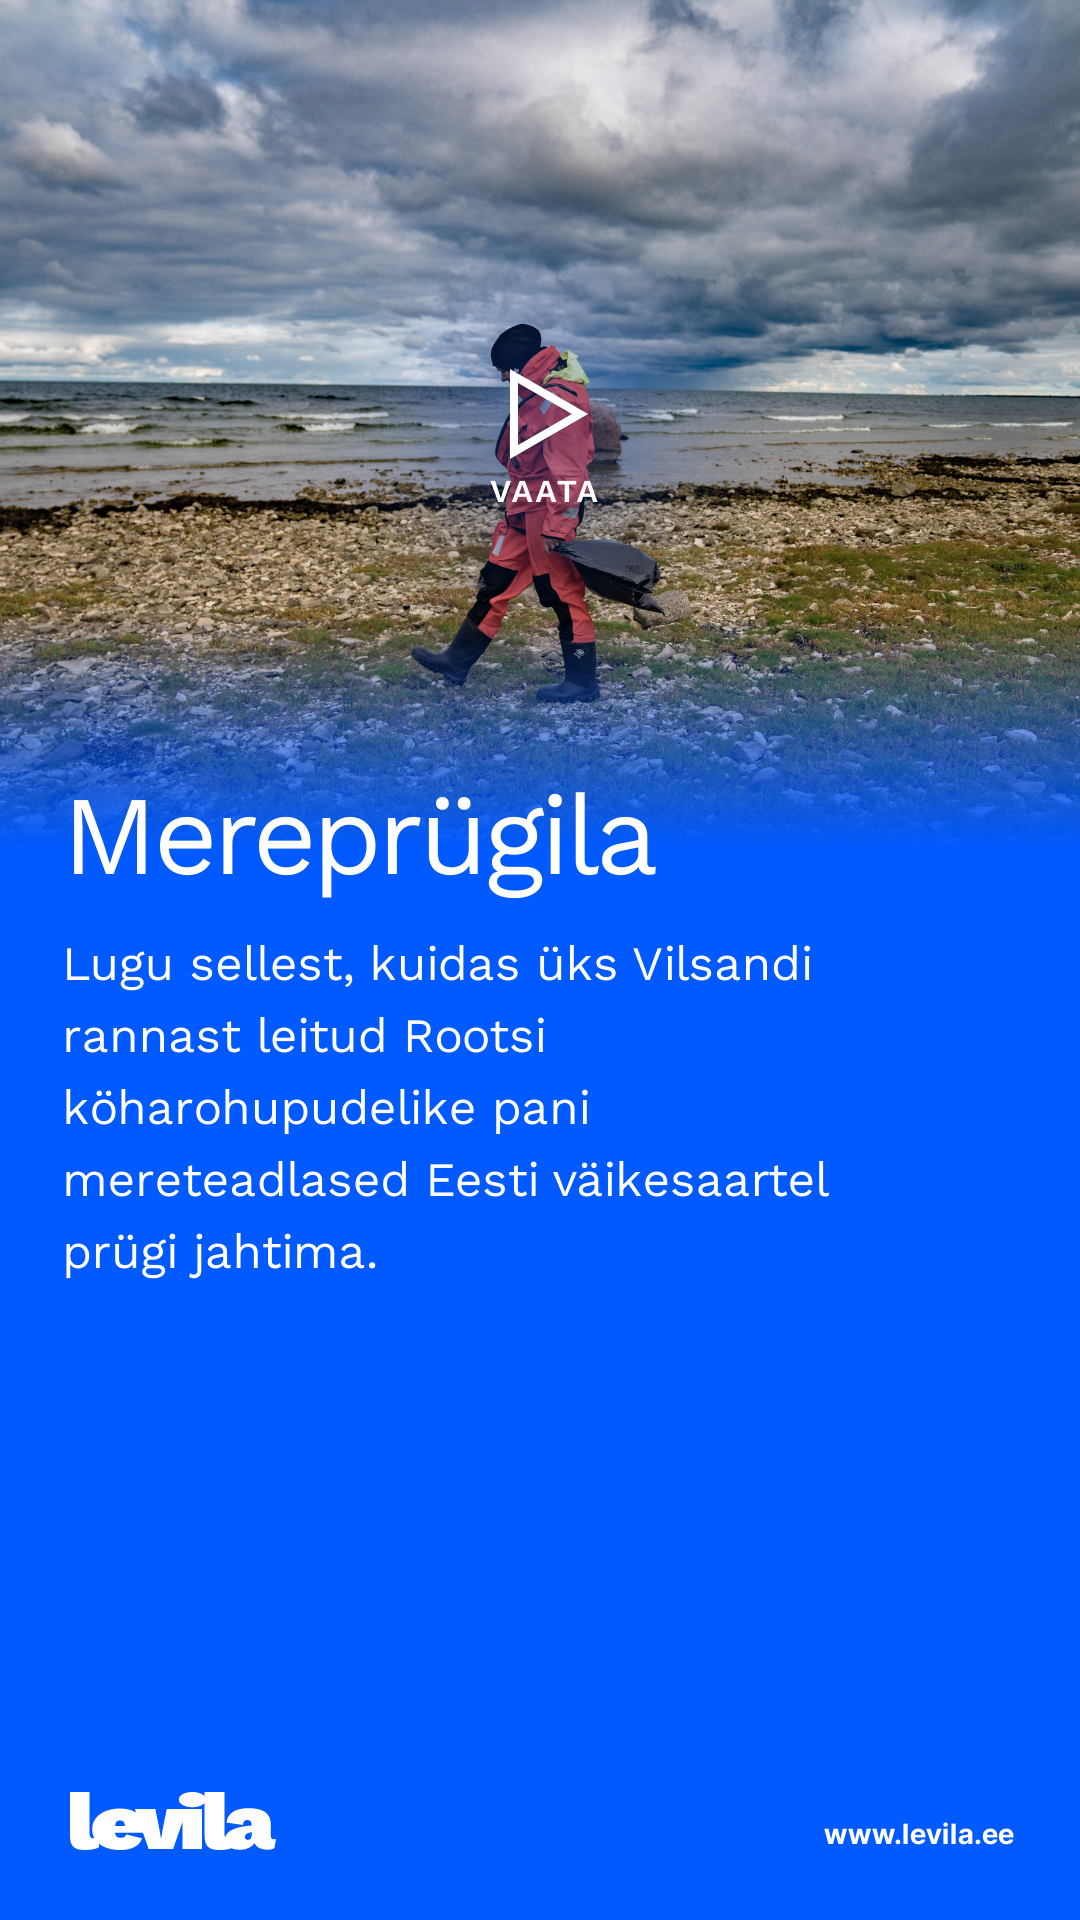 VAATA
Mereprügila
Lugu sellest, kuidas üks Vilsandi
rannast leitud Rootsi
köharohupudelike pani
mereteadlased Eesti väikesaartel
prügi jahtima.
levila
www.levila.ee